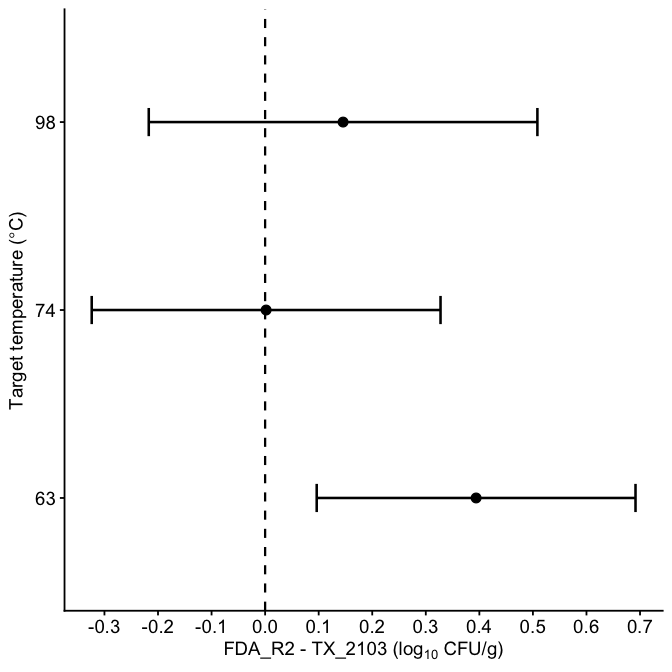 98
74
63
Target temperature (°C)
-0.3 -0.2 -0.1 0.0 0.1 0.2 0.3 0.4 0.5 0.6 0.7
FDA_R2 - TX_2103 (log₁₀ CFU/g)